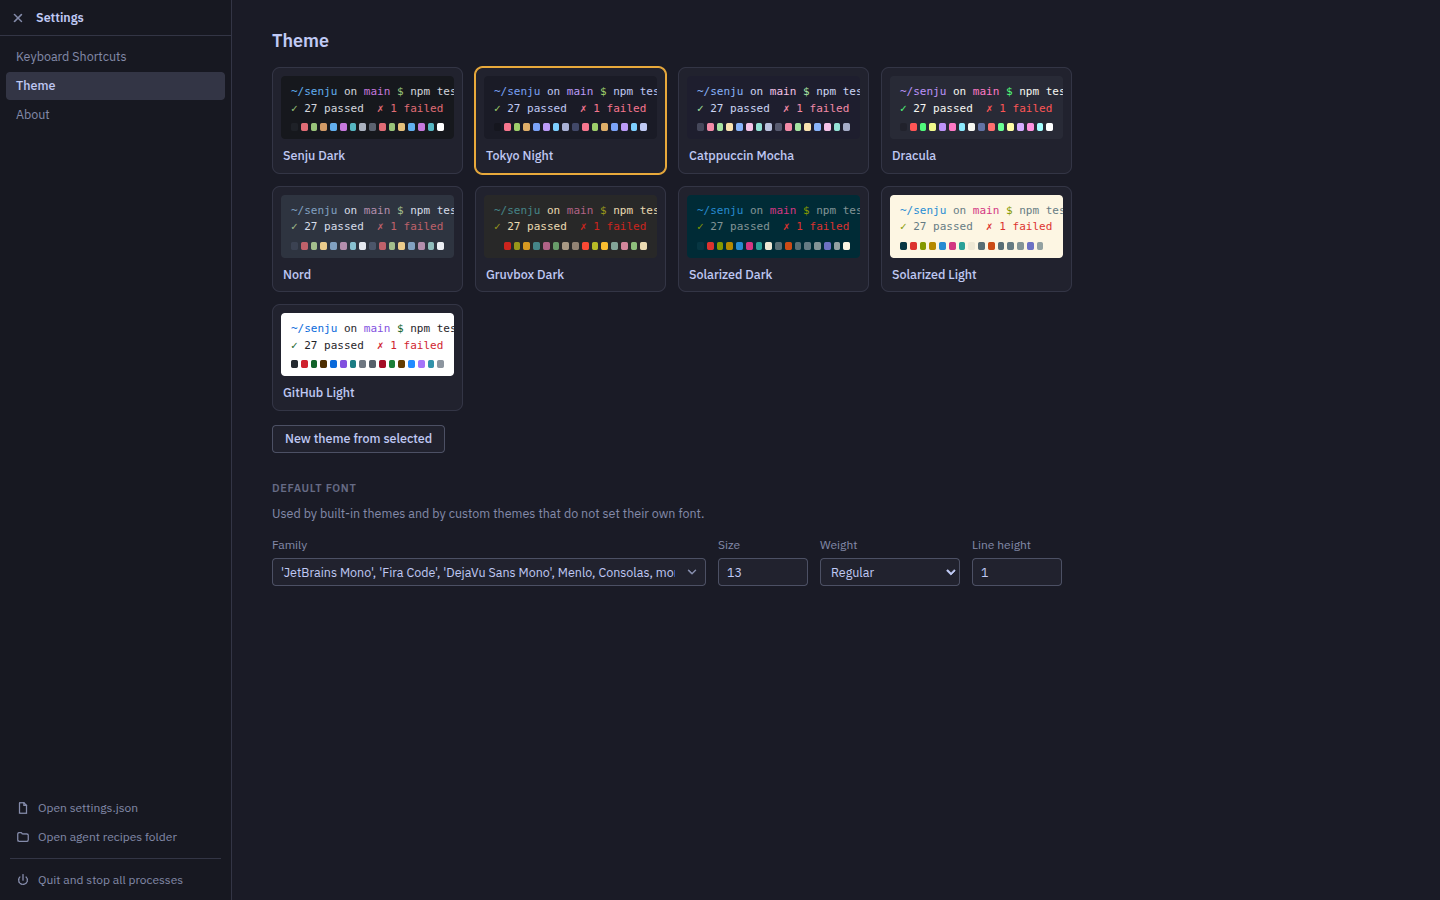 Settings
Keyboard Shortcuts
Theme
About
Open settings.json
Open agent recipes folder
Quit and stop all processes
Theme
~/senju on main $ npm tes
✓ 27 passed ✗ 1 failed
Senju Dark
~/senju on main $ npm tes
✓ 27 passed ✗ 1 failed
Tokyo Night
~/senju on main $ npm tes
✓ 27 passed ✗ 1 failed
Catppuccin Mocha
~/senju on main $ npm tes
✓ 27 passed ✗ 1 failed
Dracula
~/senju on main $ npm tes
✓ 27 passed ✗ 1 failed
Nord
~/senju on main $ npm tes
✓ 27 passed ✗ 1 failed
Gruvbox Dark
~/senju on main $ npm tes
✓ 27 passed ✗ 1 failed
Solarized Dark
~/senju on main $ npm tes
✓ 27 passed ✗ 1 failed
Solarized Light
~/senju on main $ npm tes
✓ 27 passed ✗ 1 failed
GitHub Light
New theme from selected
DEFAULT FONT
Used by built-in themes and by custom themes that do not set their own font.
Family
'JetBrains Mono', 'Fira Code', 'DejaVu Sans Mono', Menlo, Consolas, mo
Size
13
Weight
Regular
Line height
1